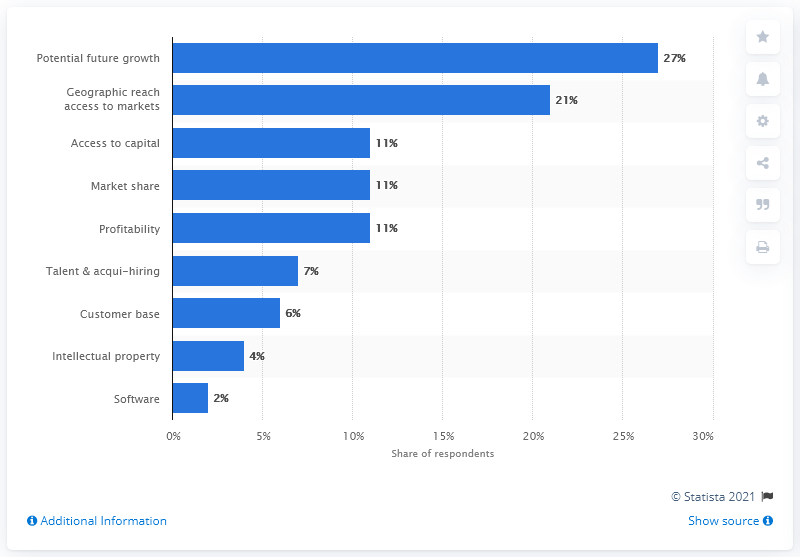 Potential future growth 27%
Geographic reach
access to markets 21%
Access to capital 11%
Market share 11%
Profitability 11%
Talent & acqui-hiring 7%
Customer base 6%
Intellectual property 4%
Software 2%
0% 5% 10% 15% 20% 25% 30%
Share of respondents
© Statista 2021
Additional Information Show source